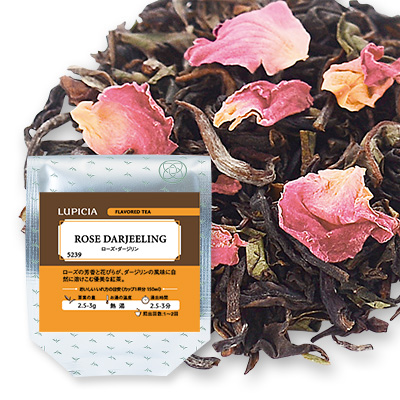 LUPICIA FLAVORED TEA
ROSE DARJEELING
ローズ・ダージリン
5239
ローズの芳香と花びらが、ダージリンの風味に自
然に溶けこむ優美な紅茶。
おいしいいれ方の目安(カップ1杯分 150ml)
茶葉の量 お湯の温度 抽出時間
2.5-3g 熱湯 2.5-3分
煎出回数:1〜2回